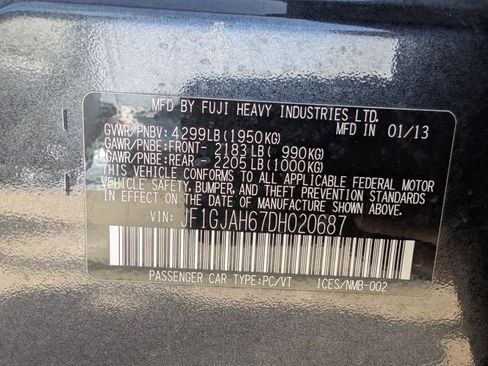 MFD BY FUJI HEAVY INDUSTRIES LTD.
GVWR/PNBV: 4299LB(1950KG) MFD IN 01/13
GAWR/PNBE:FRONT- 2183LB( 990KG)
GAWR/PNBE:REAR - 2205LB(1000KG)
THIS VEHICLE CONFORMS TO ALL APPLICABLE FEDERAL MOTOR
VEHICLE SAFETY, BUMPER, AND THEFT PREVENTION STANDARDS
IN EFFECT ON THE DATE OF MANUFACTURE SHOWN ABOVE.
VIN: JF1GJAH67DH020687
PASSENGER CAR TYPE:PC/VT ICES/NMB-002